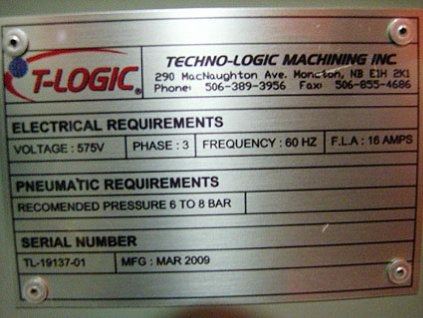 T-LOGIC®
TECHNO-LOGIC MACHINING INC.
290 MacNaughton Ave. Moncton, NB E1H 2K1
Phone: 506-389-3956 Fax: 506-855-4686
ELECTRICAL REQUIREMENTS
VOLTAGE : 575V PHASE : 3 FREQUENCY : 60 HZ F.L.A : 16 AMPS
PNEUMATIC REQUIREMENTS
RECOMENDED PRESSURE 6 TO 8 BAR
SERIAL NUMBER
TL-19137-01 MFG : MAR 2009